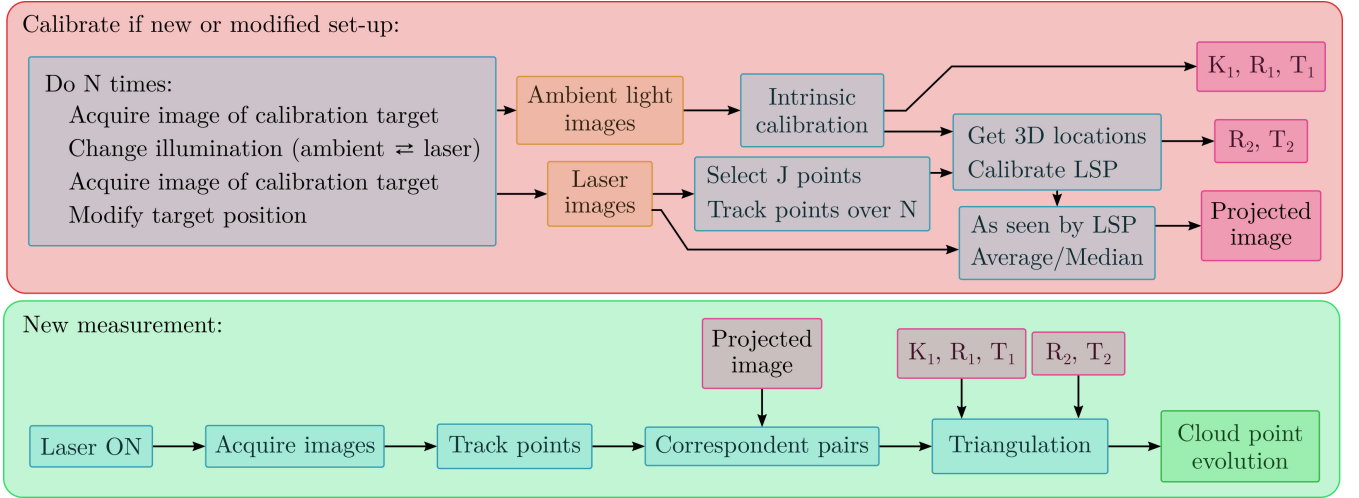 Calibrate if new or modified set-up:
Do N times:
Acquire image of calibration target
Change illumination (ambient ⇄ laser)
Acquire image of calibration target
Modify target position
Ambient light
images
Laser
images
Intrinsic
calibration
Select J points
Track points over N
Get 3D locations
Calibrate LSP
As seen by LSP
Average/Median
K₁, R₁, T₁
R₂, T₂
Projected
image
New measurement:
Laser ON
Acquire images
Track points
Projected
image
Correspondent pairs
K₁, R₁, T₁
R₂, T₂
Triangulation
Cloud point
evolution